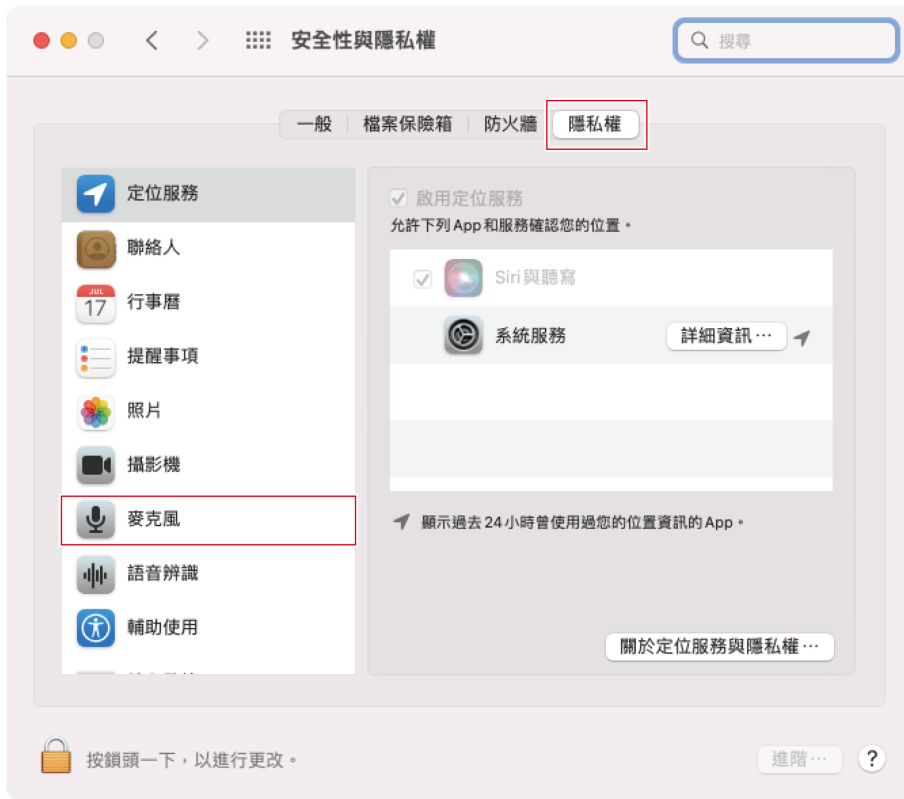 安全性與隱私權
搜尋
一般
檔案保險箱
防火牆
隱私權
定位服務
聯絡人
JUL
17
行事曆
提醒事項
照片
攝影機
麥克風
語音辨識
輔助使用
啟用定位服務
允許下列 App 和服務確認您的位置。
Siri 與聽寫
系統服務
詳細資訊⋯
顯示過去 24 小時曾使用過您的位置資訊的 App。
關於定位服務與隱私權⋯
按鎖頭一下，以進行更改。
進階⋯
?